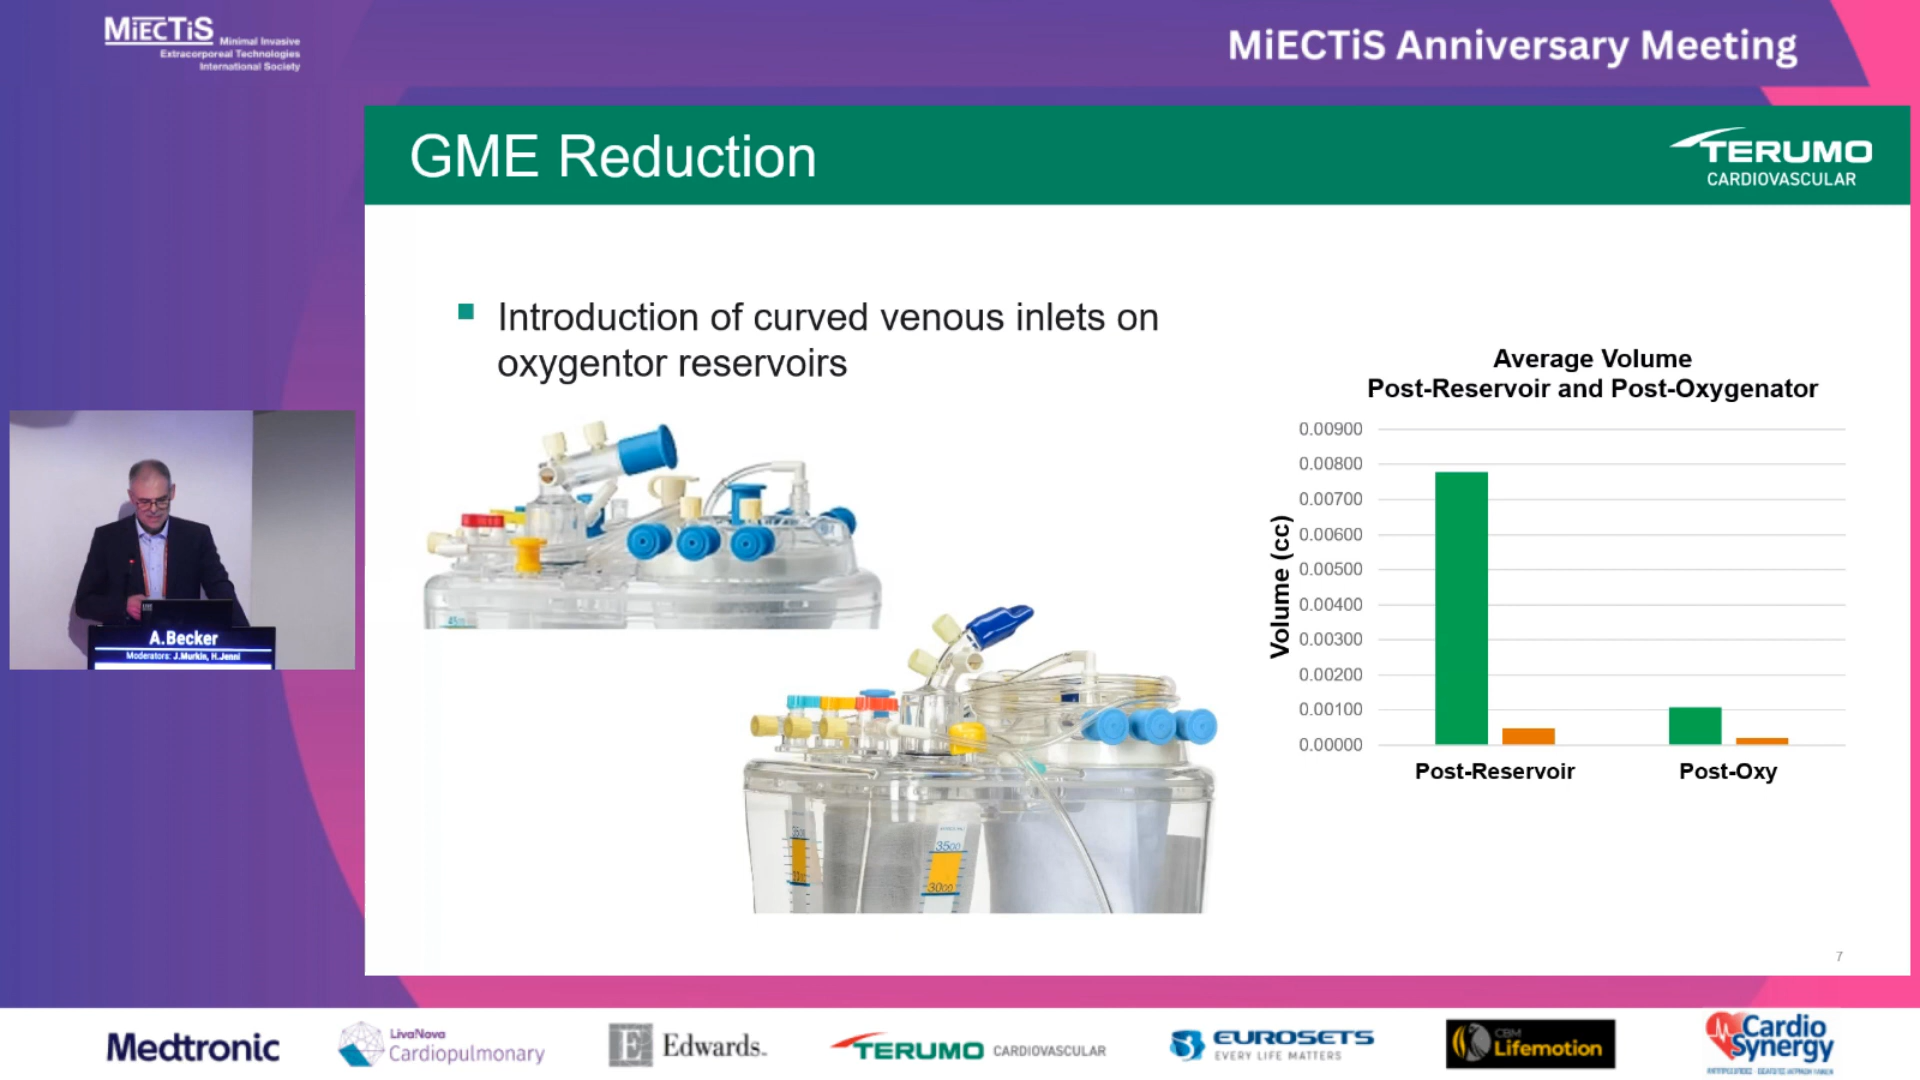 MiECTiS Minimal Invasive
Extracorporeal Technologies
International Society
MiECTiS Anniversary Meeting
GME Reduction
TERUMO
CARDIOVASCULAR
Introduction of curved venous inlets on
oxygentor reservoirs
Average Volume
Post-Reservoir and Post-Oxygenator
Volume (cc)
0.00900
0.00800
0.00700
0.00600
0.00500
0.00400
0.00300
0.00200
0.00100
0.00000
Post-Reservoir
Post-Oxy
3500
3000
A.Becker
Moderators: J.Murkin, H.Jenni
7
Medtronic
LivaNova
Cardiopulmonary
E Edwards
TERUMO CARDIOVASCULAR
EUROSETS
EVERY LIFE MATTERS
CBM
Lifemotion
Cardio
Synergy